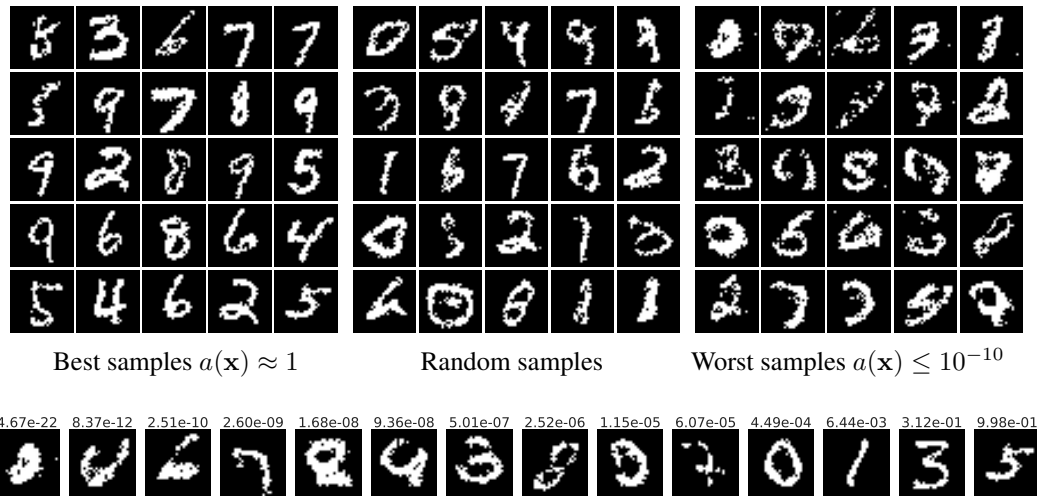 Best samples a(x) ≈ 1
Random samples
Worst samples a(x) ≤ 10⁻¹⁰
4.67e-22 8.37e-12 2.51e-10 2.60e-09 1.68e-08 9.36e-08 5.01e-07 2.52e-06 1.15e-05 6.07e-05 4.49e-04 6.44e-03 3.12e-01 9.98e-01